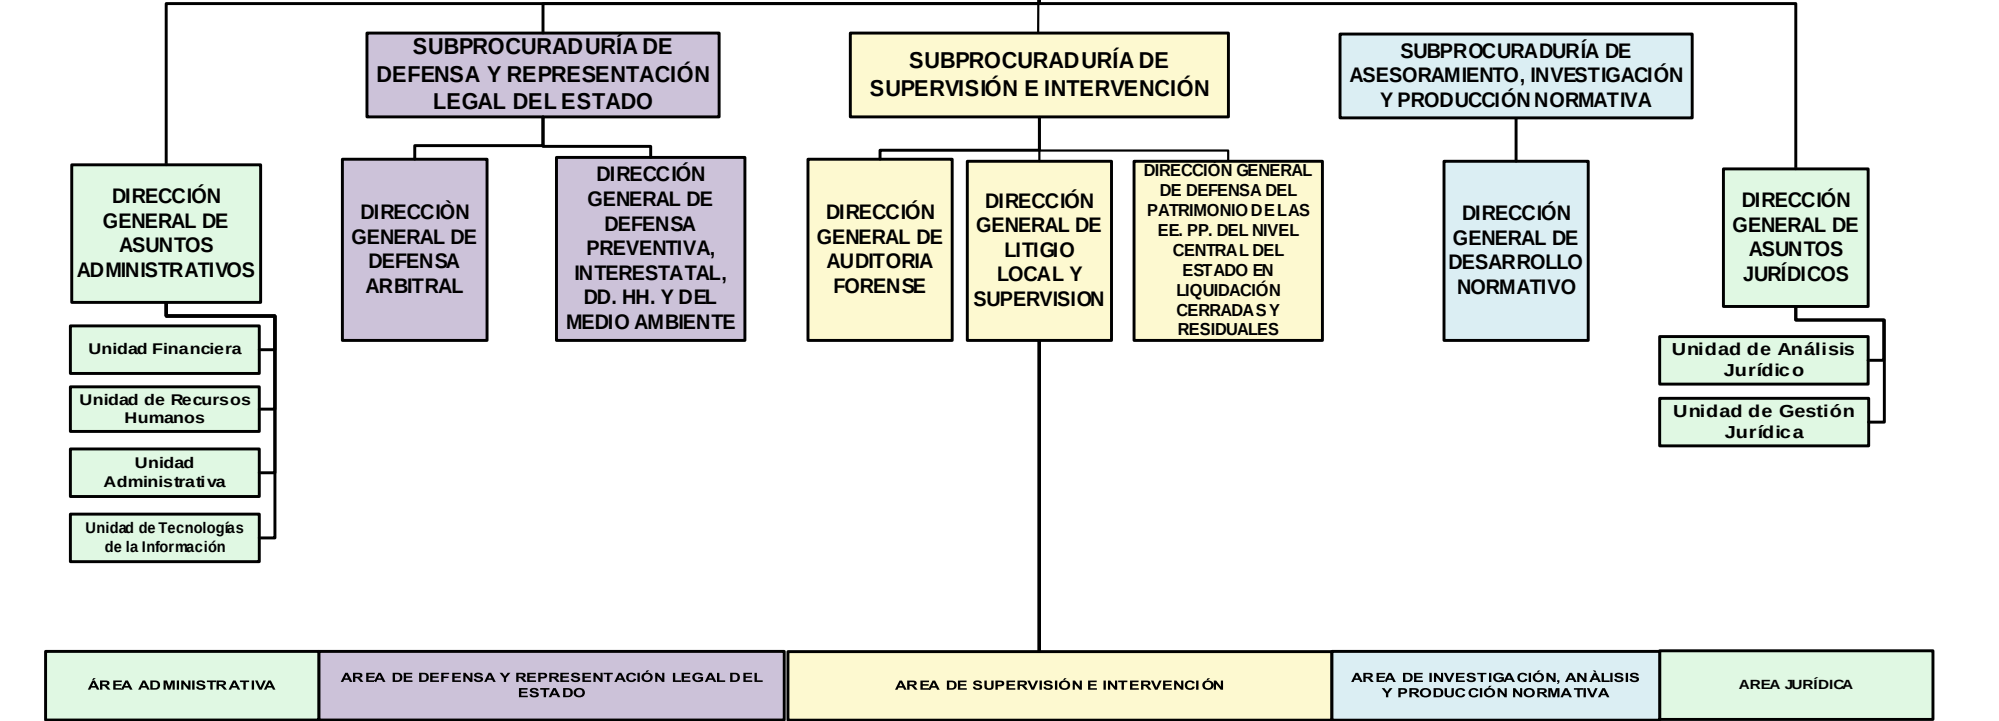 SUBPROCURADURÍA DE
DEFENSA Y REPRESENTACIÓN
LEGAL DEL ESTADO
SUBPROCURADURÍA DE
SUPERVISIÓN E INTERVENCIÓN
SUBPROCURADURÍA DE
ASESORAMIENTO, INVESTIGACIÓN
Y PRODUCCIÓN NORMATIVA
DIRECCIÓN
GENERAL DE
ASUNTOS
ADMINISTRATIVOS
DIRECCIÒN
GENERAL DE
DEFENSA
ARBITRAL
DIRECCIÓN
GENERAL DE
DEFENSA
PREVENTIVA,
INTERESTATAL,
DD. HH. Y DEL
MEDIO AMBIENTE
DIRECCIÓN
GENERAL DE
AUDITORIA
FORENSE
DIRECCIÓN
GENERAL DE
LITIGIO
LOCAL Y
SUPERVISION
DIRECCIÓN GENERAL
DE DEFENSA DEL
PATRIMONIO DE LAS
EE. PP. DEL NIVEL
CENTRAL DEL
ESTADO EN
LIQUIDACIÓN
CERRADAS Y
RESIDUALES
DIRECCIÓN
GENERAL DE
DESARROLLO
NORMATIVO
DIRECCIÓN
GENERAL DE
ASUNTOS
JURÍDICOS
Unidad Financiera
Unidad de Recursos
Humanos
Unidad
Administrativa
Unidad de Tecnologías
de la Información
Unidad de Análisis
Jurídico
Unidad de Gestión
Jurídica
ÁREA ADMINISTRATIVA
AREA DE DEFENSA Y REPRESENTACIÓN LEGAL DEL
ESTADO
AREA DE SUPERVISIÓN E INTERVENCIÓN
AREA DE INVESTIGACIÓN, ANÀLISIS
Y PRODUCCIÓN NORMATIVA
AREA JURÍDICA